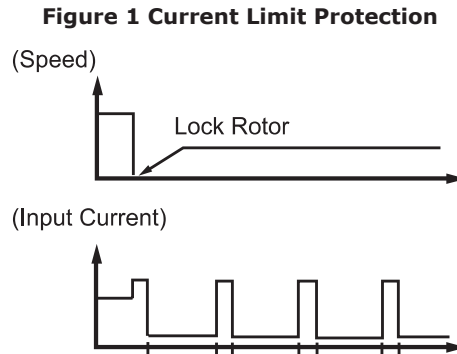 Figure 1 Current Limit Protection
(Speed)
Lock Rotor
(Input Current)